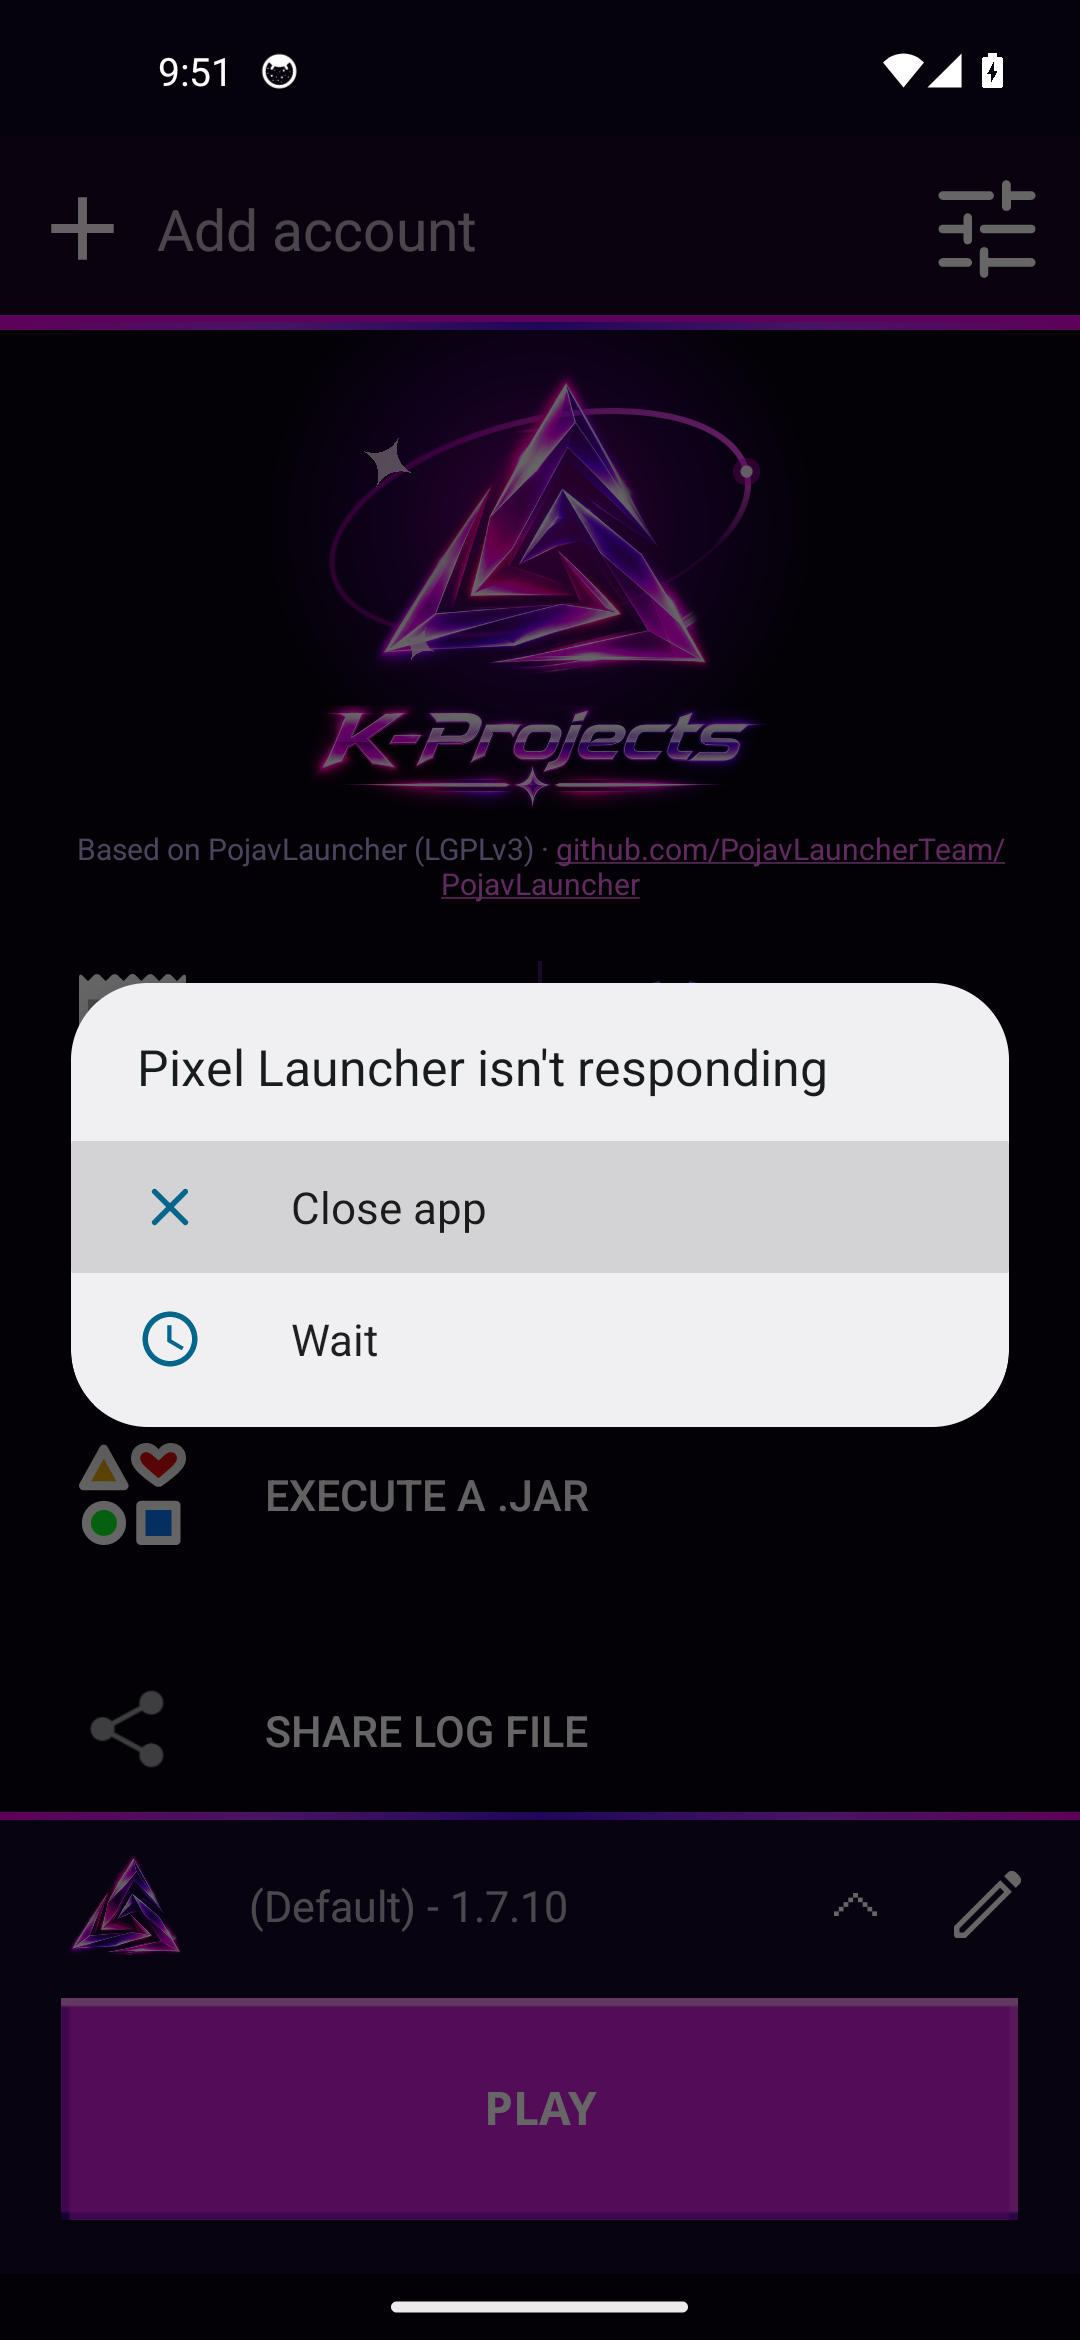 9:51
Add account
K-Projects
Based on PojavLauncher (LGPLv3) · github.com/PojavLauncherTeam/
PojavLauncher
Pixel Launcher isn't responding
Close app
Wait
EXECUTE A .JAR
SHARE LOG FILE
(Default) - 1.7.10
PLAY